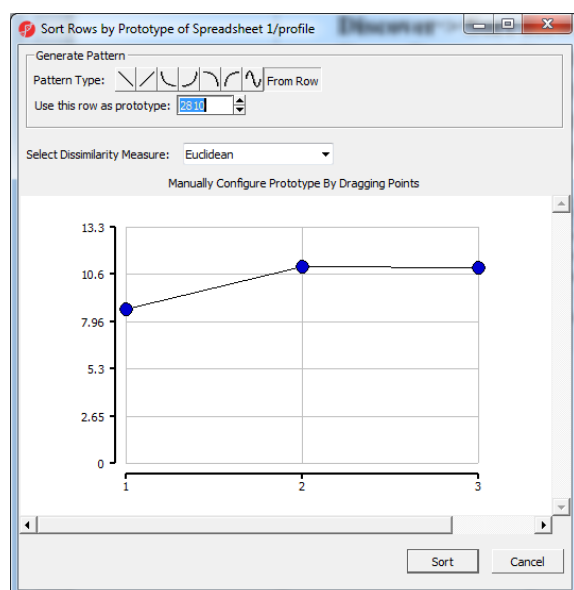 Sort Rows by Prototype of Spreadsheet 1/profile
Generate Pattern
Pattern Type: From Row
Use this row as prototype: 2810
Select Dissimilarity Measure: Euclidean
Manually Configure Prototype By Dragging Points
13.3
10.6
7.96
5.3
2.65
0
1 2 3
Sort Cancel